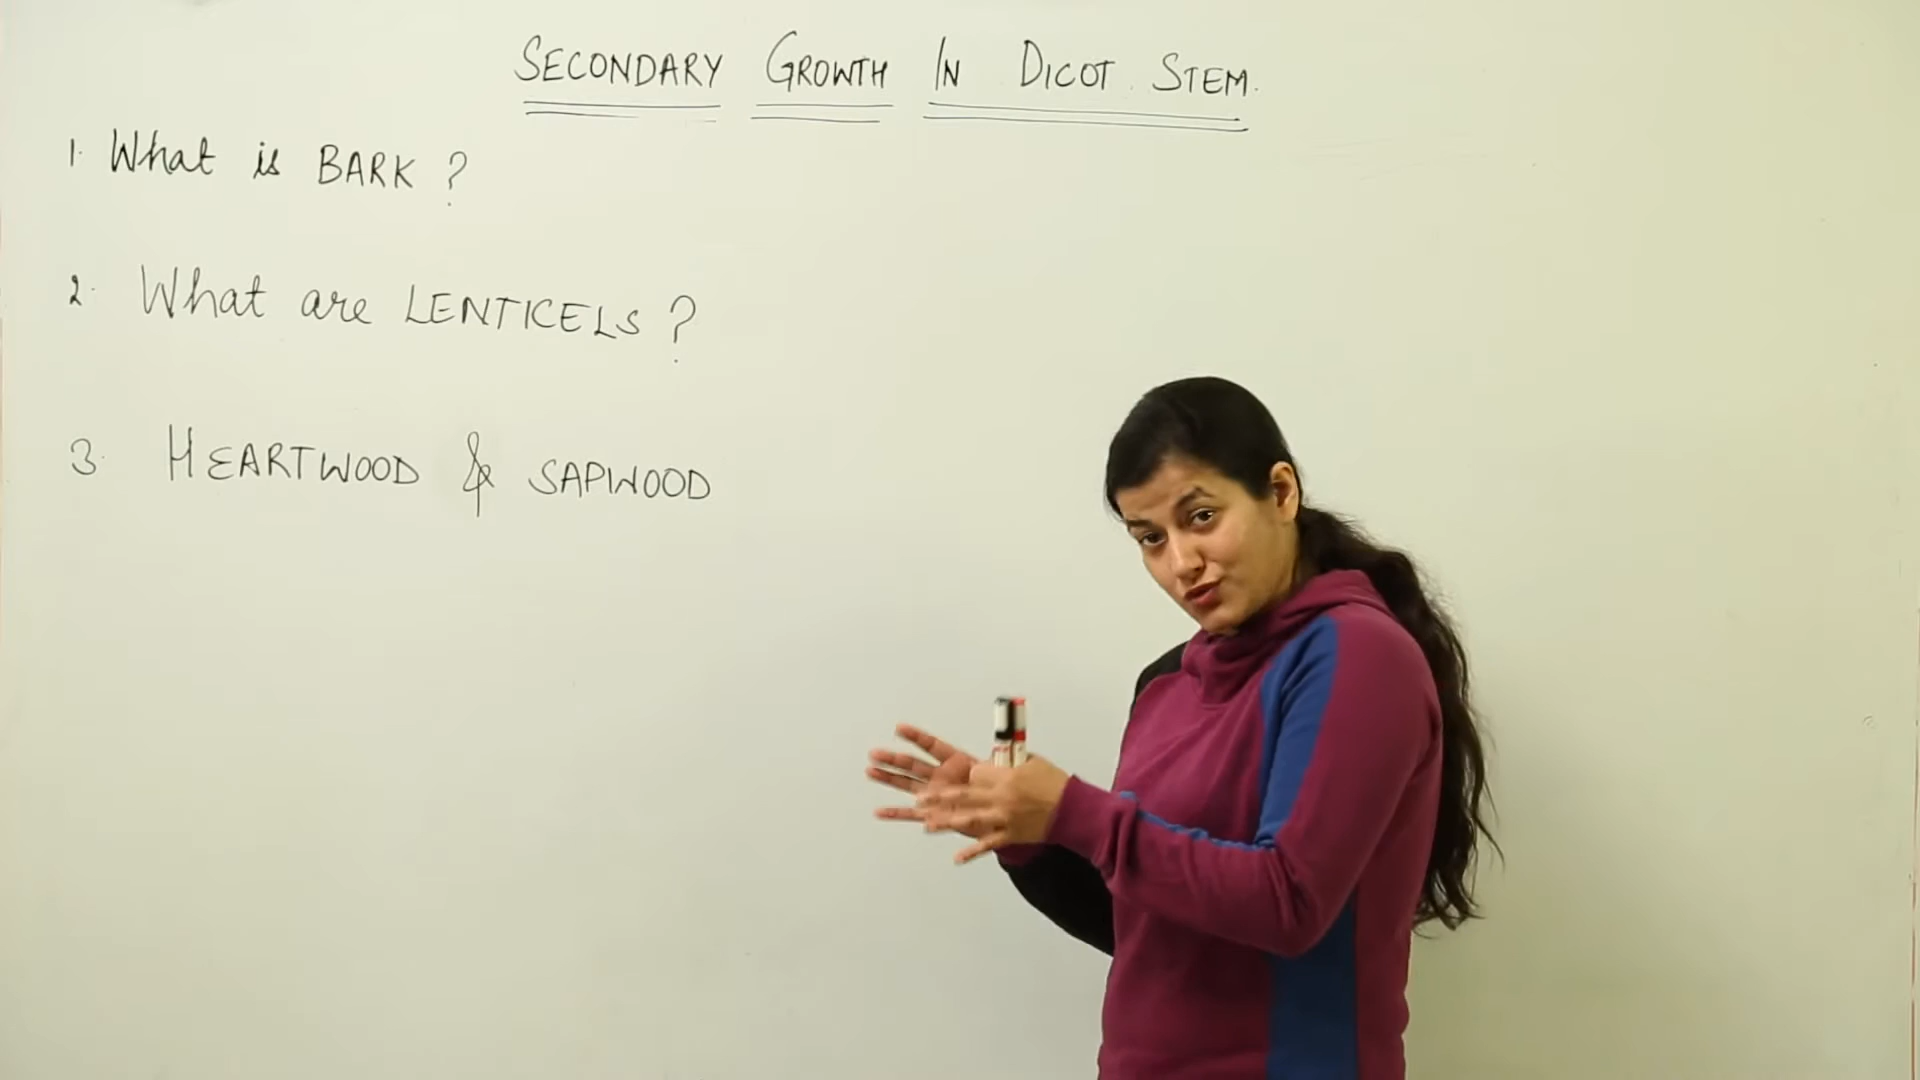 SECONDARY GROWTH IN DICOT STEM.
1. What is BARK ?
2. What are LENTICELS ?
3. HEARTWOOD & SAPWOOD